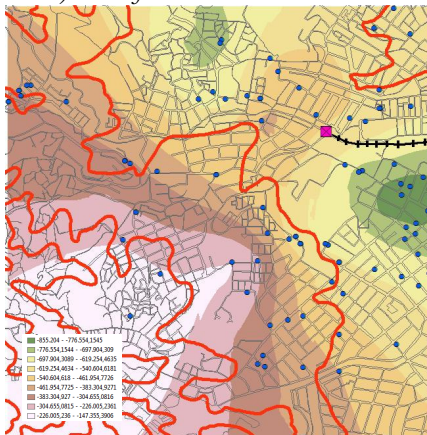 -855,204 - -776,554,1545
-776,554,1544 - -697,904,309
-697,904,3089 - -619,254,4635
-619,254,4634 - -540,604,6181
-540,604,618 - -461,954,7726
-461,954,7725 - -383,304,9271
-383,304,927 - -304,655,0816
-304,655,0815 - -226,005,2361
-226,005,236 - -147,355,3906